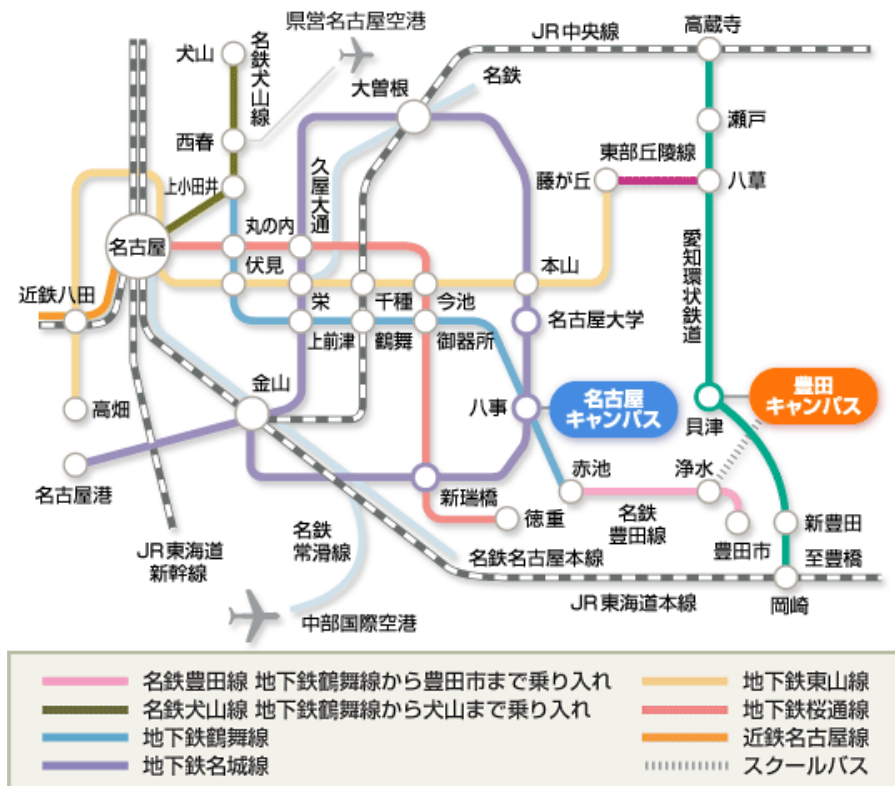 県営名古屋空港
犬山
名鉄犬山線
西春
上小田井
大曽根
名鉄
JR中央線
高蔵寺
瀬戸
東部丘陵線
藤が丘
八草
久屋大通
丸の内
名古屋
伏見
栄
千種
今池
本山
近鉄八田
上前津
鶴舞
御器所
名古屋大学
愛知環状鉄道
高畑
金山
八事
名古屋
キャンパス
貝津
豊田
キャンパス
名古屋港
新瑞橋
徳重
赤池
浄水
名鉄
豊田線
豊田市
新豊田
至豊橋
岡崎
JR東海道
新幹線
名鉄
常滑線
名鉄名古屋本線
JR東海道本線
中部国際空港
名鉄豊田線 地下鉄鶴舞線から豊田市まで乗り入れ
名鉄犬山線 地下鉄鶴舞線から犬山まで乗り入れ
地下鉄鶴舞線
地下鉄名城線
地下鉄東山線
地下鉄桜通線
近鉄名古屋線
スクールバス